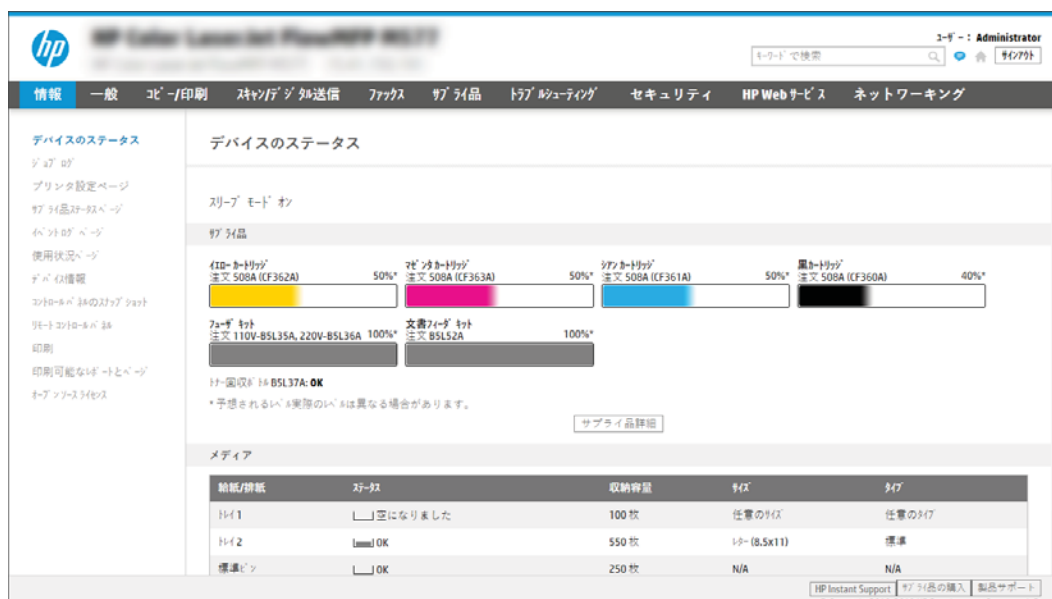 hp
ユーザー : Administrator
キーワードで検索
サインアウト
情報 一般 コピー/印刷 スキャン/デジタル送信 ファックス サプライ品 トラブルシューティング セキュリティ HP Web サービス ネットワーキング
デバイスのステータス
ジョブ ログ
プリンタ設定ページ
サプライ品ステータス ページ
イベント ログ ページ
使用状況ページ
デバイス情報
コントロール パネルのスナップ ショット
リモート コントロール パネル
印刷
印刷可能なレポートとページ
オープン ソース ライセンス
デバイスのステータス
スリープ モード オン
サプライ品
イエロー カートリッジ
注文 508A (CF362A) 50%*
マゼンタ カートリッジ
注文 508A (CF363A) 50%*
シアン カートリッジ
注文 508A (CF361A) 50%*
黒カートリッジ
注文 508A (CF360A) 40%*
フューザ キット
注文 110V-B5L35A, 220V-B5L36A 100%*
文書フィーダ キット
注文 B5L52A 100%*
トナー回収ボトル B5L37A: OK
*予想されるレベル実際のレベルは異なる場合があります。
サプライ品詳細
メディア
給紙/排紙 ステータス 収納容量 サイズ タイプ
トレイ 1 空になりました 100 枚 任意のサイズ 任意のタイプ
トレイ 2 OK 550 枚 レター (8.5x11) 標準
標準ビン OK 250 枚 N/A N/A
HP Instant Support サプライ品の購入 製品サポート